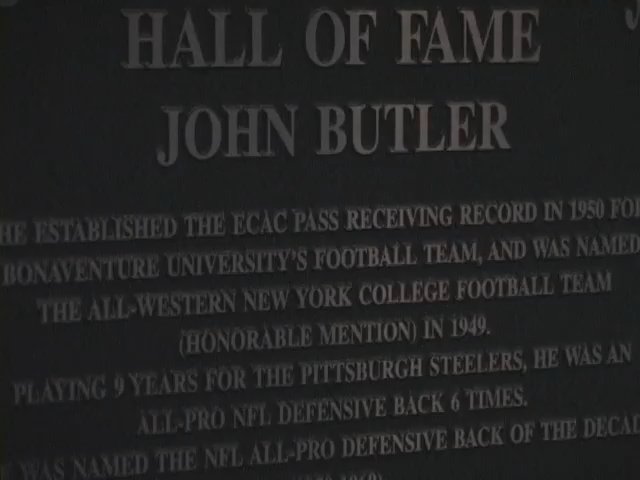 HALL OF FAME
JOHN BUTLER
HE ESTABLISHED THE ECAC PASS RECEIVING RECORD IN 1950 FOR
BONAVENTURE UNIVERSITY'S FOOTBALL TEAM, AND WAS NAMED
THE ALL-WESTERN NEW YORK COLLEGE FOOTBALL TEAM
(HONORABLE MENTION) IN 1949.
PLAYING 9 YEARS FOR THE PITTSBURGH STEELERS, HE WAS AN
ALL-PRO NFL DEFENSIVE BACK 6 TIMES.
WAS NAMED THE NFL ALL-PRO DEFENSIVE BACK OF THE DECAD